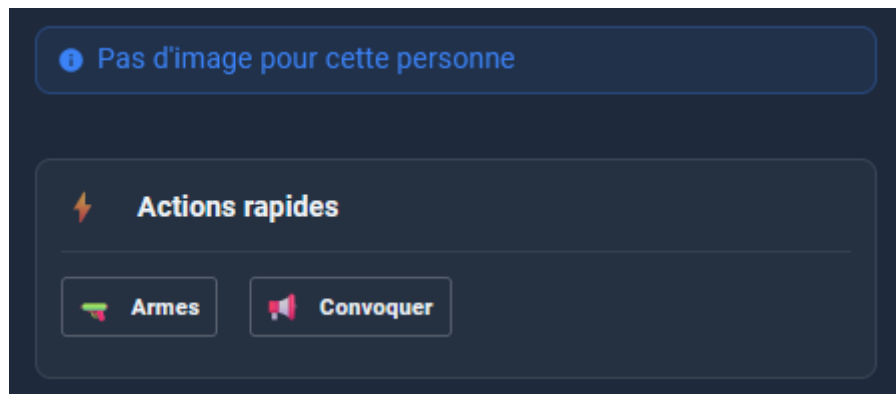 Pas d'image pour cette personne
Actions rapides
Armes
Convoquer